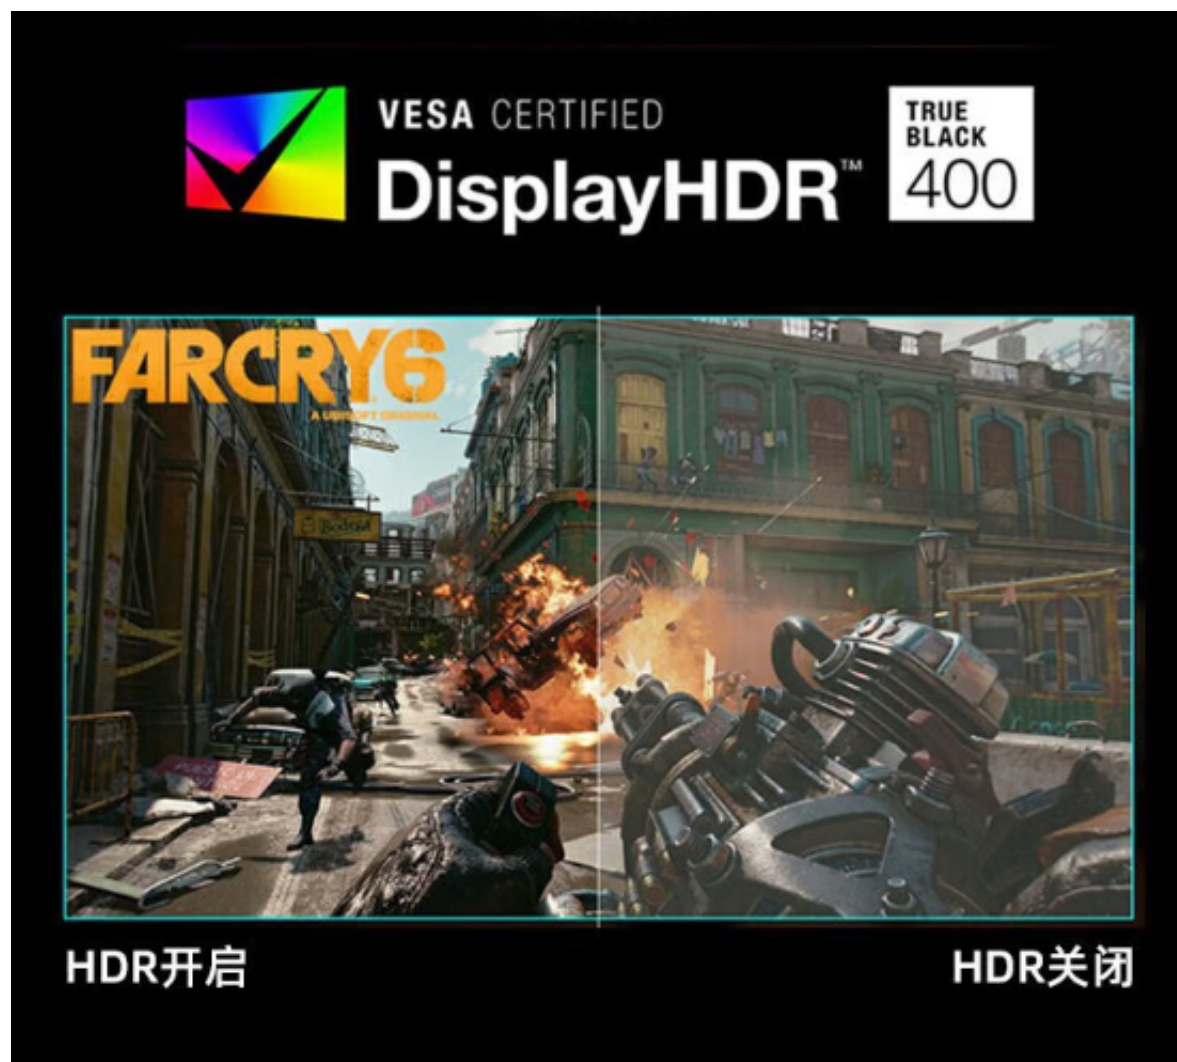 VESA CERTIFIED
DisplayHDR™
TRUE
BLACK
400
FARCRY6
A UBISOFT ORIGINAL
Bodega
HDR开启
HDR关闭